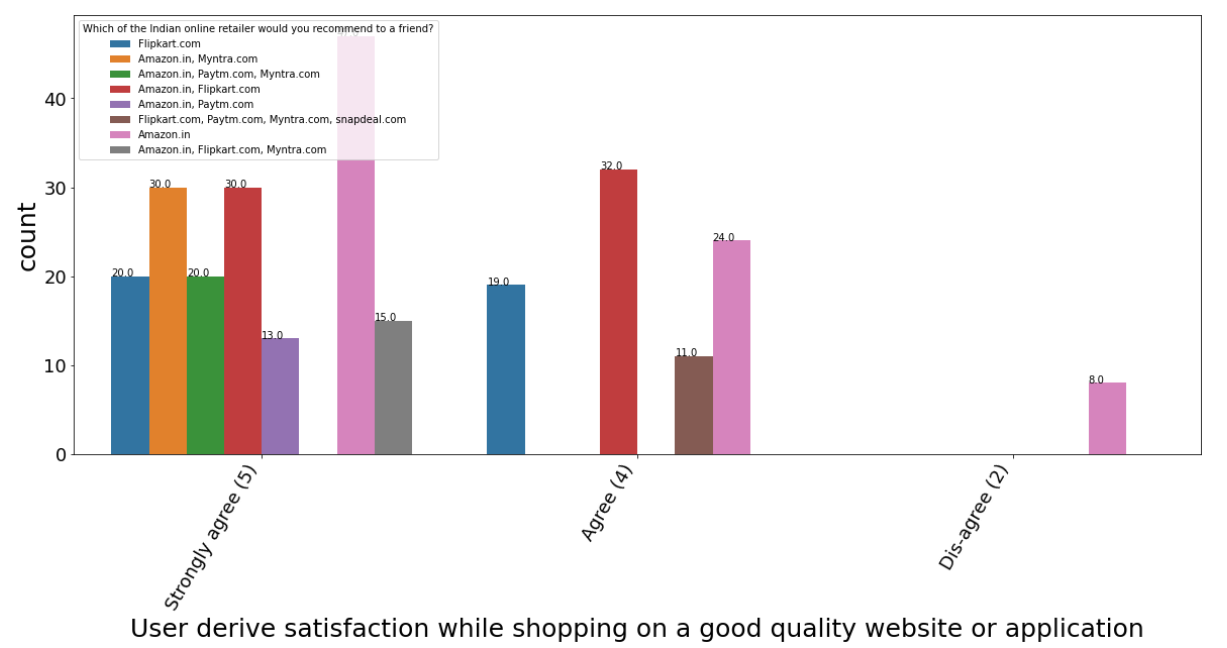 Which of the Indian online retailer would you recommend to a friend?
Flipkart.com
Amazon.in, Myntra.com
Amazon.in, Paytm.com, Myntra.com
Amazon.in, Flipkart.com
Amazon.in, Paytm.com
Flipkart.com, Paytm.com, Myntra.com, snapdeal.com
Amazon.in
Amazon.in, Flipkart.com, Myntra.com
count
40
30
20
10
0
20.0
30.0
20.0
30.0
13.0
15.0
19.0
32.0
11.0
24.0
8.0
Strongly agree (5)
Agree (4)
Dis-agree (2)
User derive satisfaction while shopping on a good quality website or application